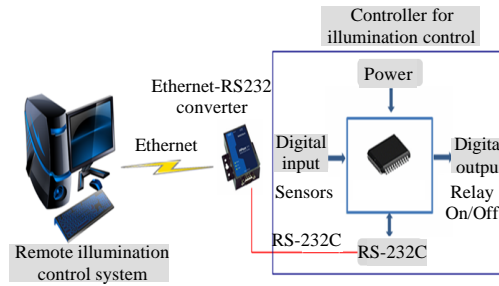 Controller for
illumination control
Power
Ethernet-RS232
converter
Ethernet
Digital
input
Digital
output
Sensors
Relay
On/Off
RS-232C
RS-232C
Remote illumination
control system